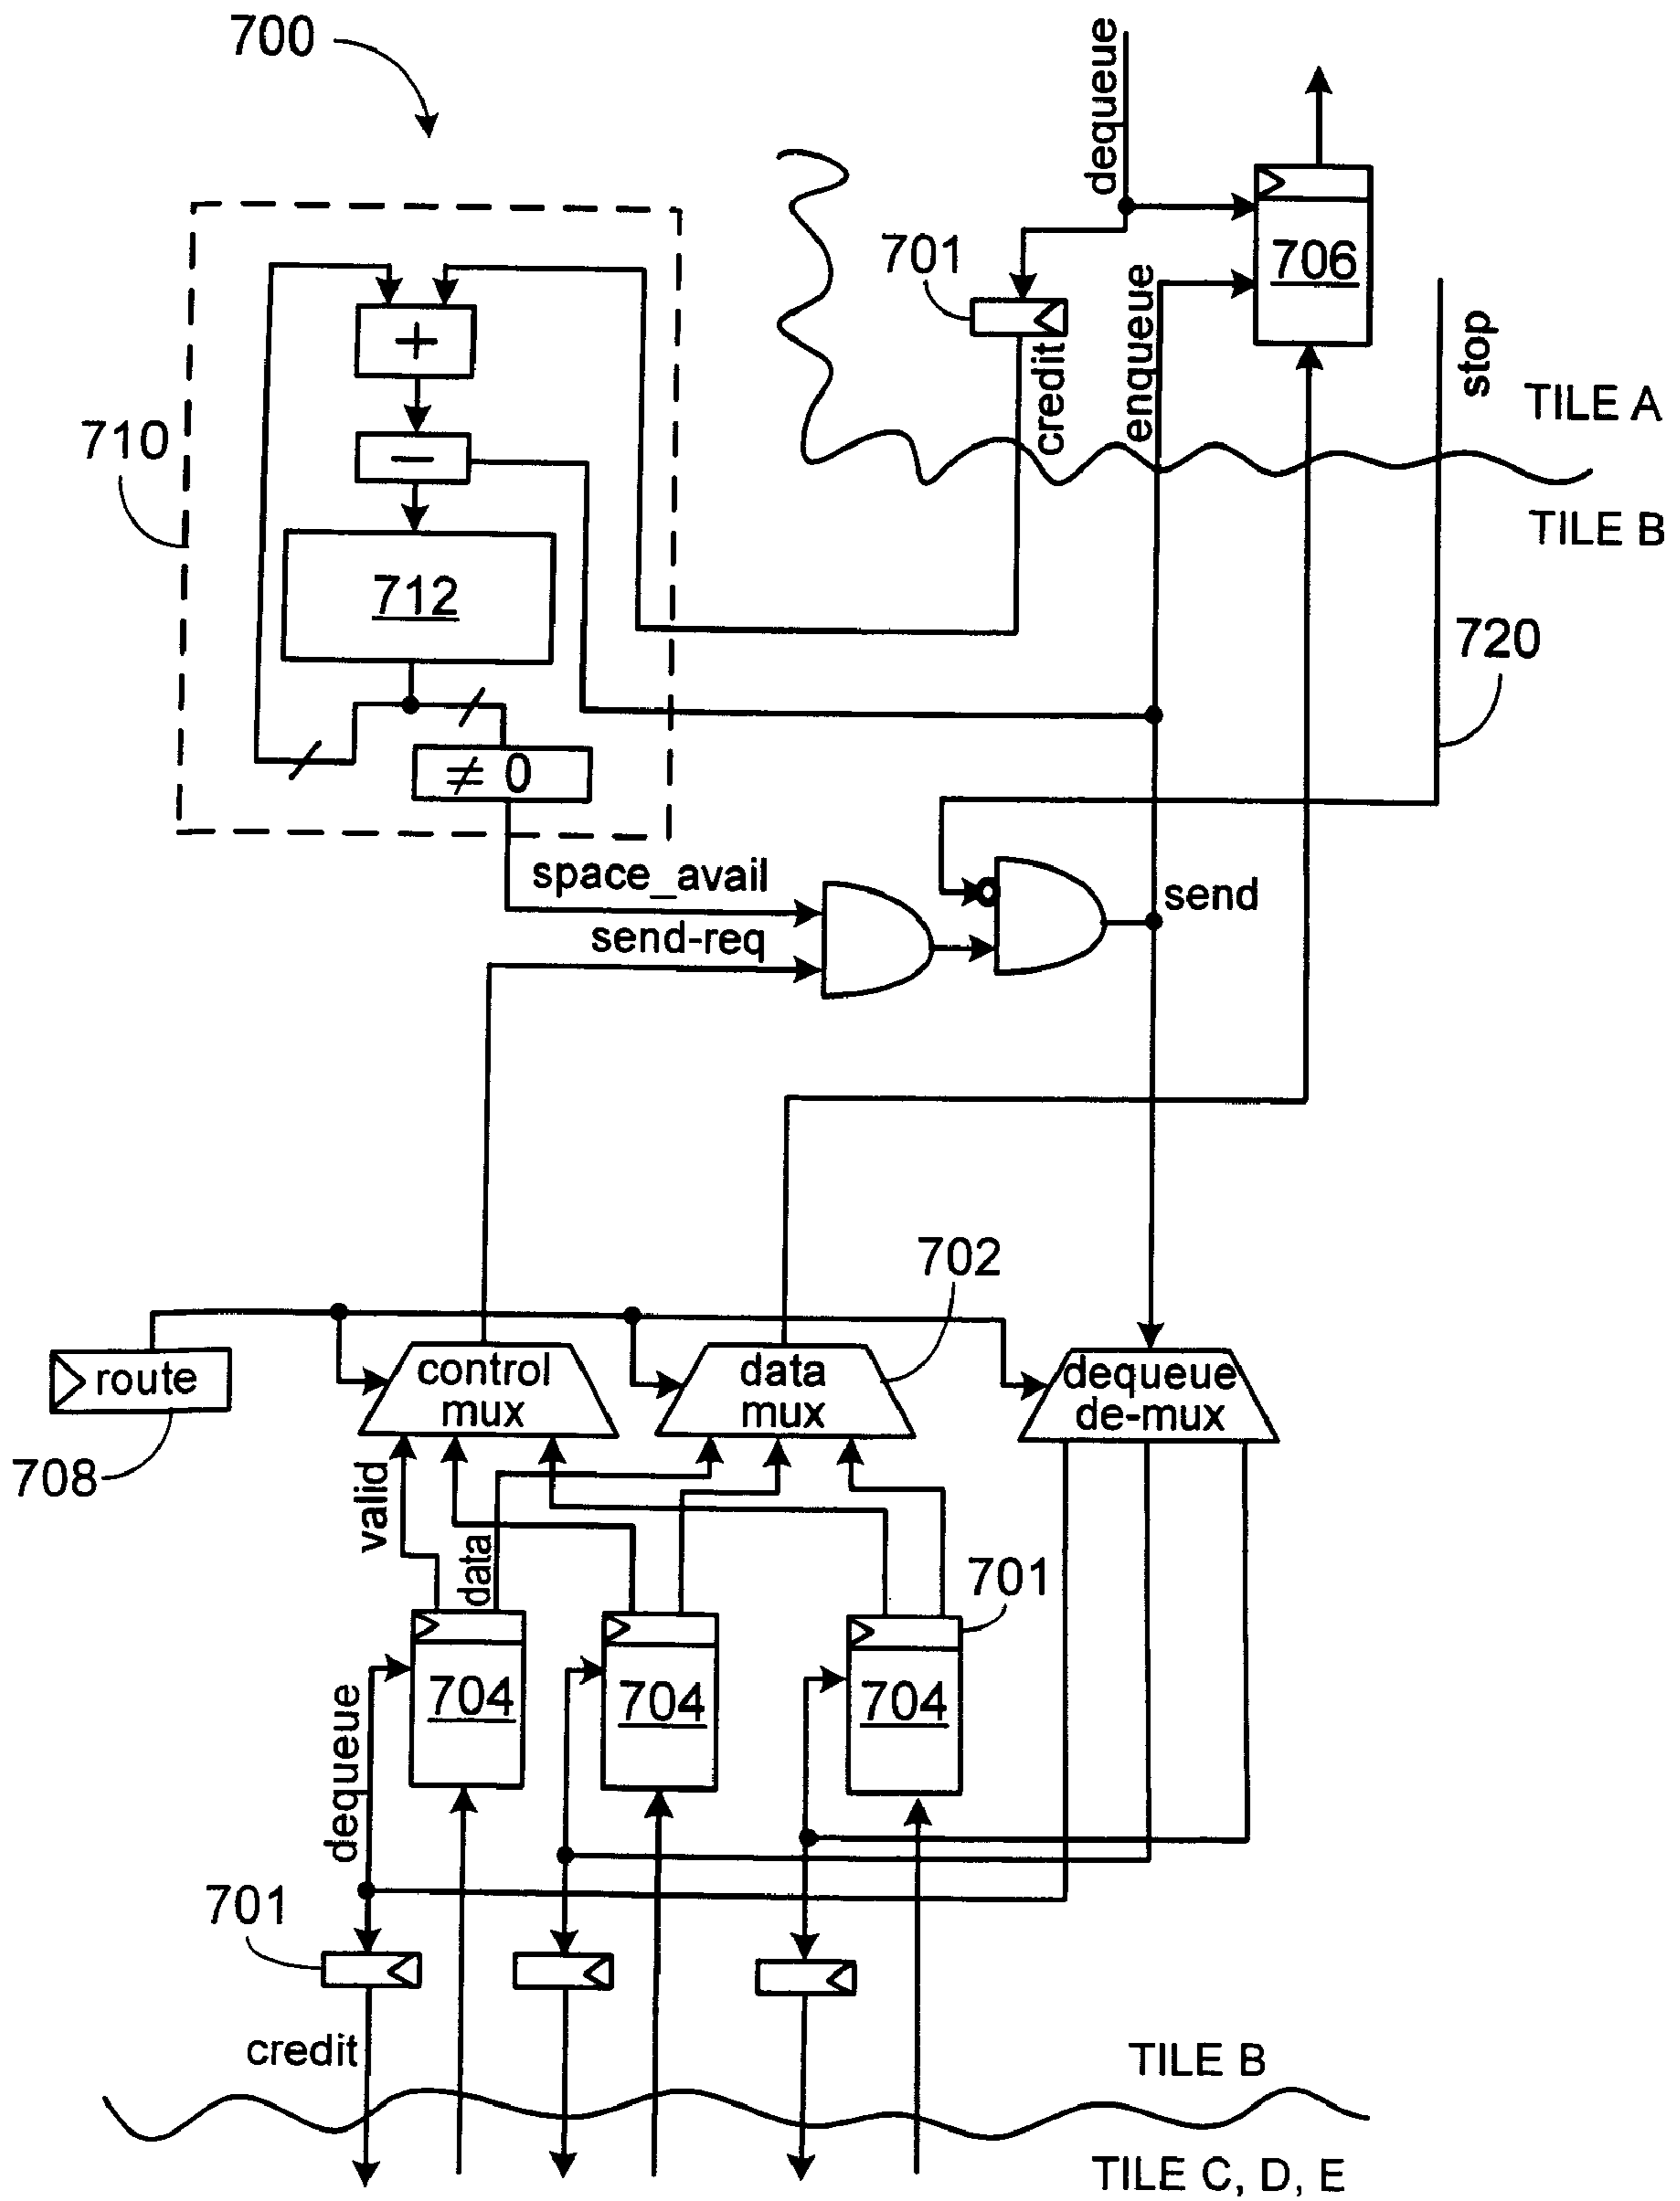 700
dequeue
701
706
credit
enqueue
stop
TILE A
TILE B
710
+
−
712
≠ 0
720
space_avail
send-req
send
702
route
708
control
mux
data
mux
dequeue
de-mux
valid
data
701
704
704
704
dequeue
701
credit
TILE B
TILE C, D, E